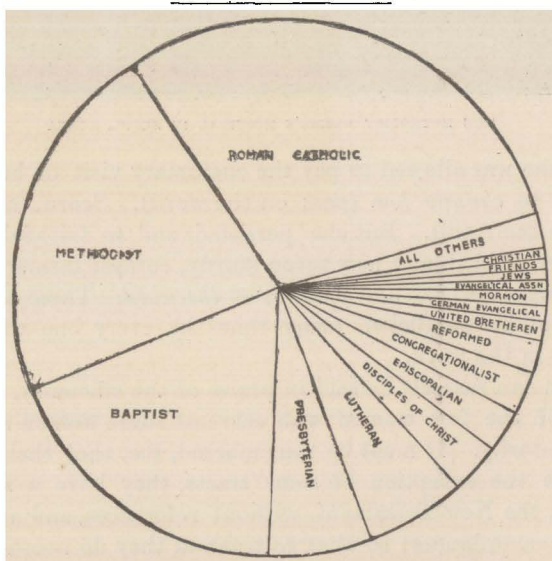 ROMAN CATHOLIC
METHODIST
BAPTIST
PRESBYTERIAN
LUTHERAN
DISCIPLES OF CHRIST
EPISCOPALIAN
CONGREGATIONALIST
REFORMED
UNITED BRETHEREN
GERMAN EVANGELICAL
MORMON
EVANGELICAL ASSN
JEWS
FRIENDS
CHRISTIAN
ALL OTHERS